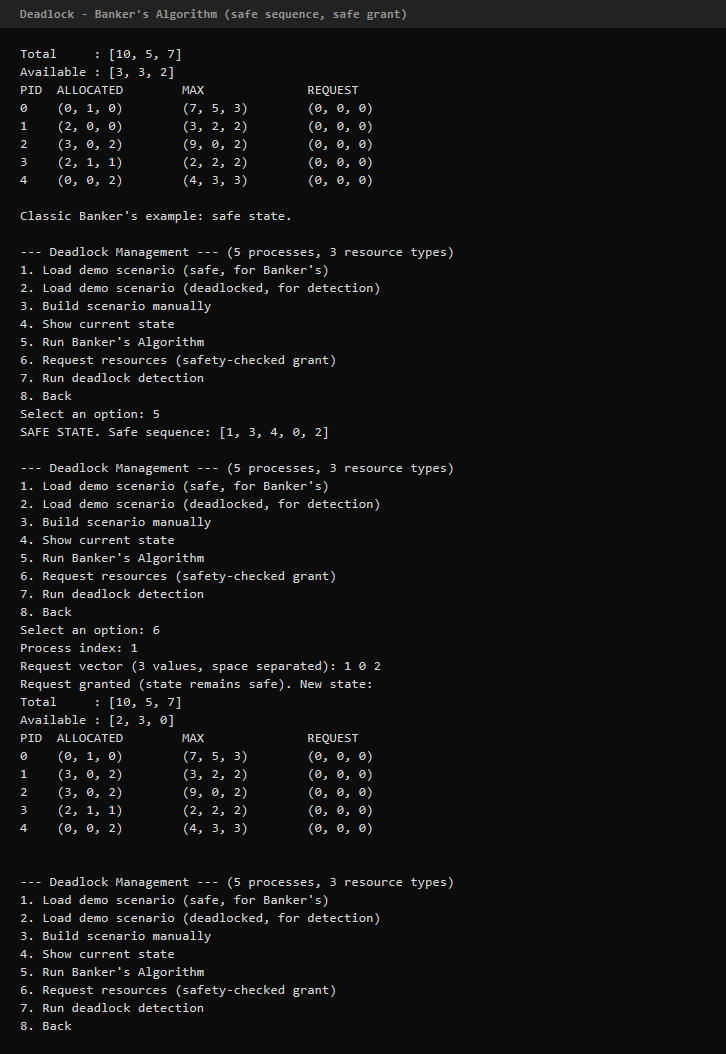 Deadlock - Banker's Algorithm (safe sequence, safe grant)
Total     : [10, 5, 7]
Available : [3, 3, 2]
PID  ALLOCATED        MAX              REQUEST
0    (0, 1, 0)        (7, 5, 3)        (0, 0, 0)
1    (2, 0, 0)        (3, 2, 2)        (0, 0, 0)
2    (3, 0, 2)        (9, 0, 2)        (0, 0, 0)
3    (2, 1, 1)        (2, 2, 2)        (0, 0, 0)
4    (0, 0, 2)        (4, 3, 3)        (0, 0, 0)
Classic Banker's example: safe state.
--- Deadlock Management --- (5 processes, 3 resource types)
1. Load demo scenario (safe, for Banker's)
2. Load demo scenario (deadlocked, for detection)
3. Build scenario manually
4. Show current state
5. Run Banker's Algorithm
6. Request resources (safety-checked grant)
7. Run deadlock detection
8. Back
Select an option: 5
SAFE STATE. Safe sequence: [1, 3, 4, 0, 2]
--- Deadlock Management --- (5 processes, 3 resource types)
1. Load demo scenario (safe, for Banker's)
2. Load demo scenario (deadlocked, for detection)
3. Build scenario manually
4. Show current state
5. Run Banker's Algorithm
6. Request resources (safety-checked grant)
7. Run deadlock detection
8. Back
Select an option: 6
Process index: 1
Request vector (3 values, space separated): 1 0 2
Request granted (state remains safe). New state:
Total     : [10, 5, 7]
Available : [2, 3, 0]
PID  ALLOCATED        MAX              REQUEST
0    (0, 1, 0)        (7, 5, 3)        (0, 0, 0)
1    (3, 0, 2)        (3, 2, 2)        (0, 0, 0)
2    (3, 0, 2)        (9, 0, 2)        (0, 0, 0)
3    (2, 1, 1)        (2, 2, 2)        (0, 0, 0)
4    (0, 0, 2)        (4, 3, 3)        (0, 0, 0)
--- Deadlock Management --- (5 processes, 3 resource types)
1. Load demo scenario (safe, for Banker's)
2. Load demo scenario (deadlocked, for detection)
3. Build scenario manually
4. Show current state
5. Run Banker's Algorithm
6. Request resources (safety-checked grant)
7. Run deadlock detection
8. Back